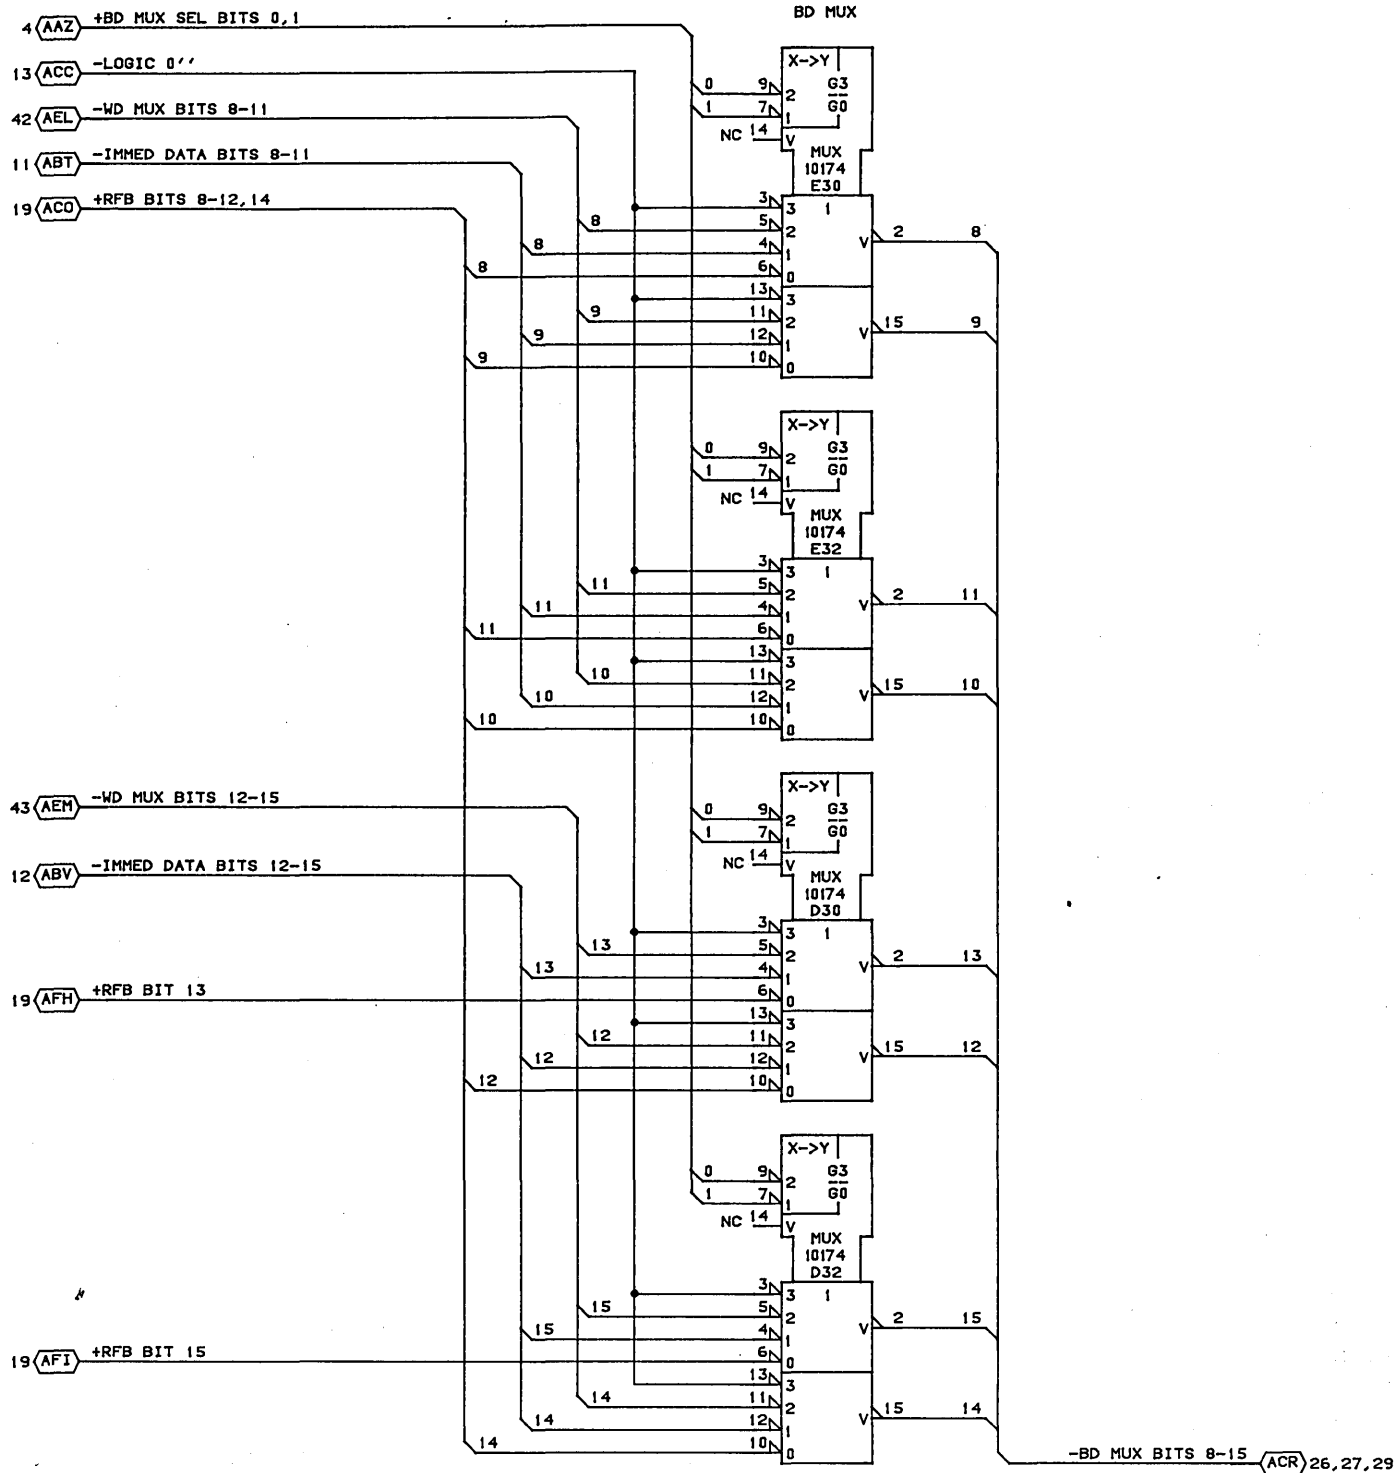 BD MUX
4 AAZ +BD MUX SEL BITS 0,1
13 ACC -LOGIC 0''
42 AEL -WD MUX BITS 8-11
11 ABT -IMMED DATA BITS 8-11
19 ACO +RFB BITS 8-12,14
X->Y
G3
G0
0 9 2
1 7 1
NC 14 V
MUX
10174
E30
3 3 1
8 5 2
8 4 1
8 6 0
V 2 8
13 3
9 11 2
9 12 1
9 10 0
V 15 9
X->Y
G3
G0
0 9 2
1 7 1
NC 14 V
MUX
10174
E32
3 3 1
11 5 2
11 4 1
11 6 0
V 2 11
13 3
10 11 2
10 12 1
10 10 0
V 15 10
43 AEM -WD MUX BITS 12-15
12 ABV -IMMED DATA BITS 12-15
19 AFH +RFB BIT 13
X->Y
G3
G0
0 9 2
1 7 1
NC 14 V
MUX
10174
D30
3 3 1
13 5 2
13 4 1
6 0
V 2 13
13 3
12 11 2
12 12 1
12 10 0
V 15 12
X->Y
G3
G0
0 9 2
1 7 1
NC 14 V
MUX
10174
D32
3 3 1
15 5 2
15 4 1
19 AFI +RFB BIT 15
6 0
V 2 15
13 3
14 11 2
14 12 1
14 10 0
V 15 14
-BD MUX BITS 8-15 ACR 26,27,29